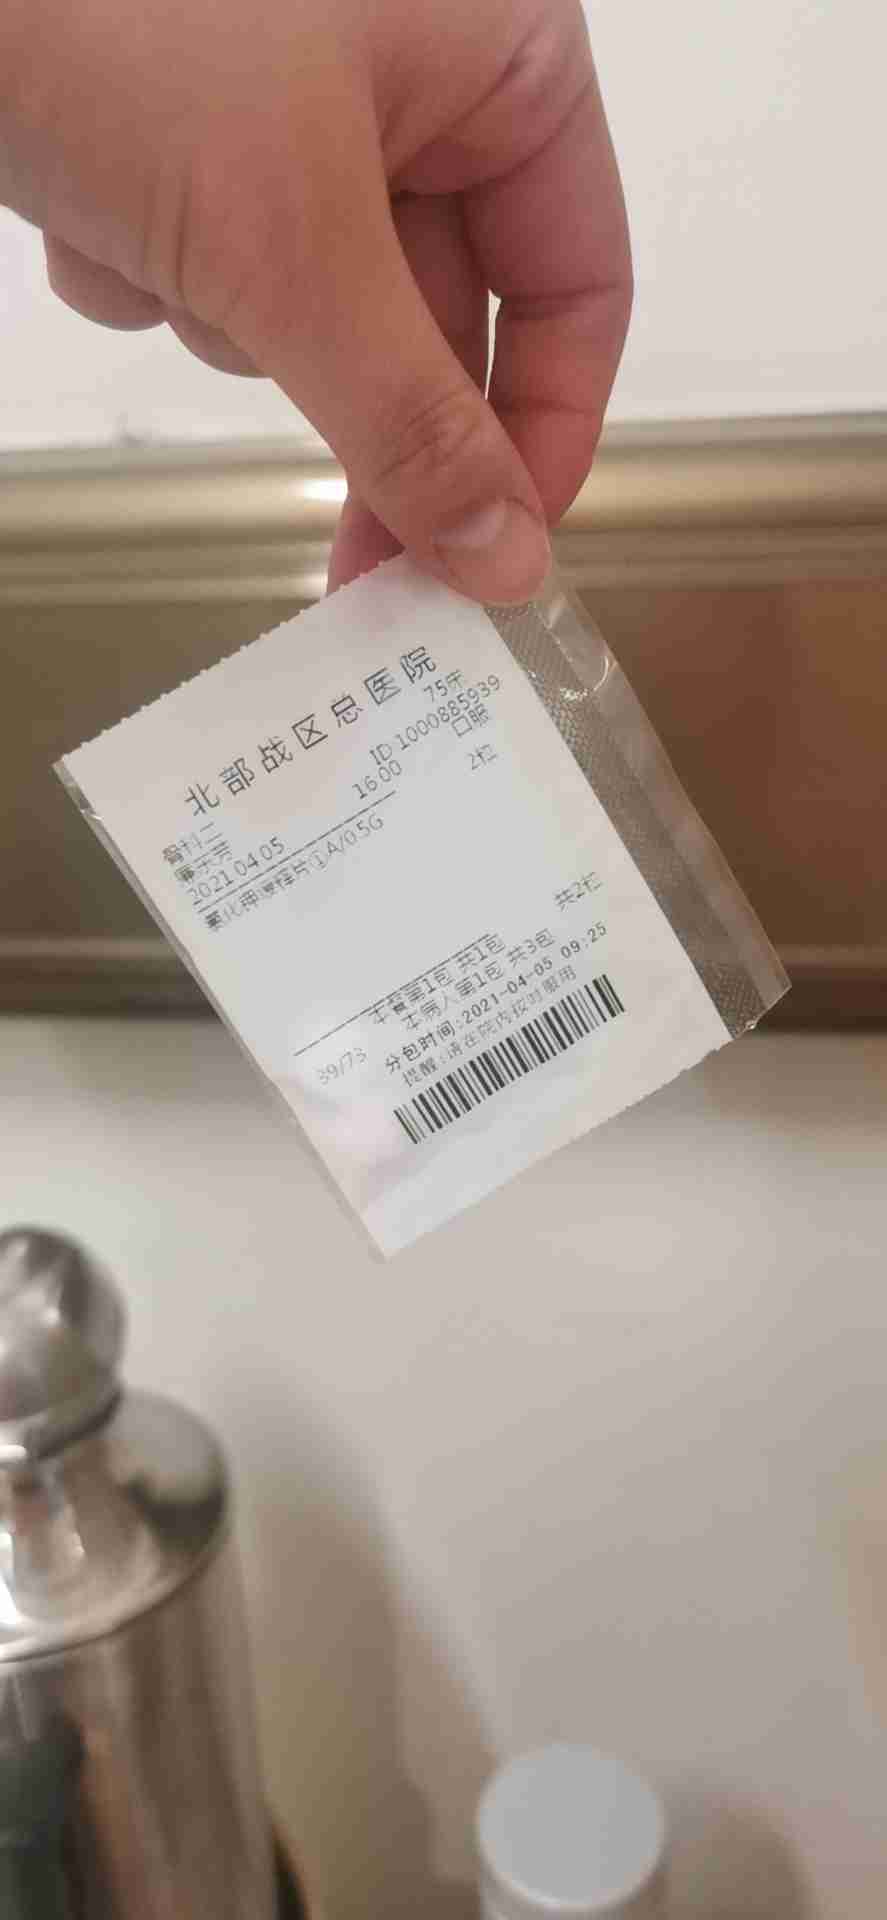 北部战区总医院
骨科二 75床
ID 1000885939
2021 04 05 16 00 口服
氯化钾缓释片①A/0.5G 2粒
共2粒
本餐第1包 共1包
本病人第1包 共3包
39/73 分包时间:2021-04-05 09:25
提醒:请在院内按时服用